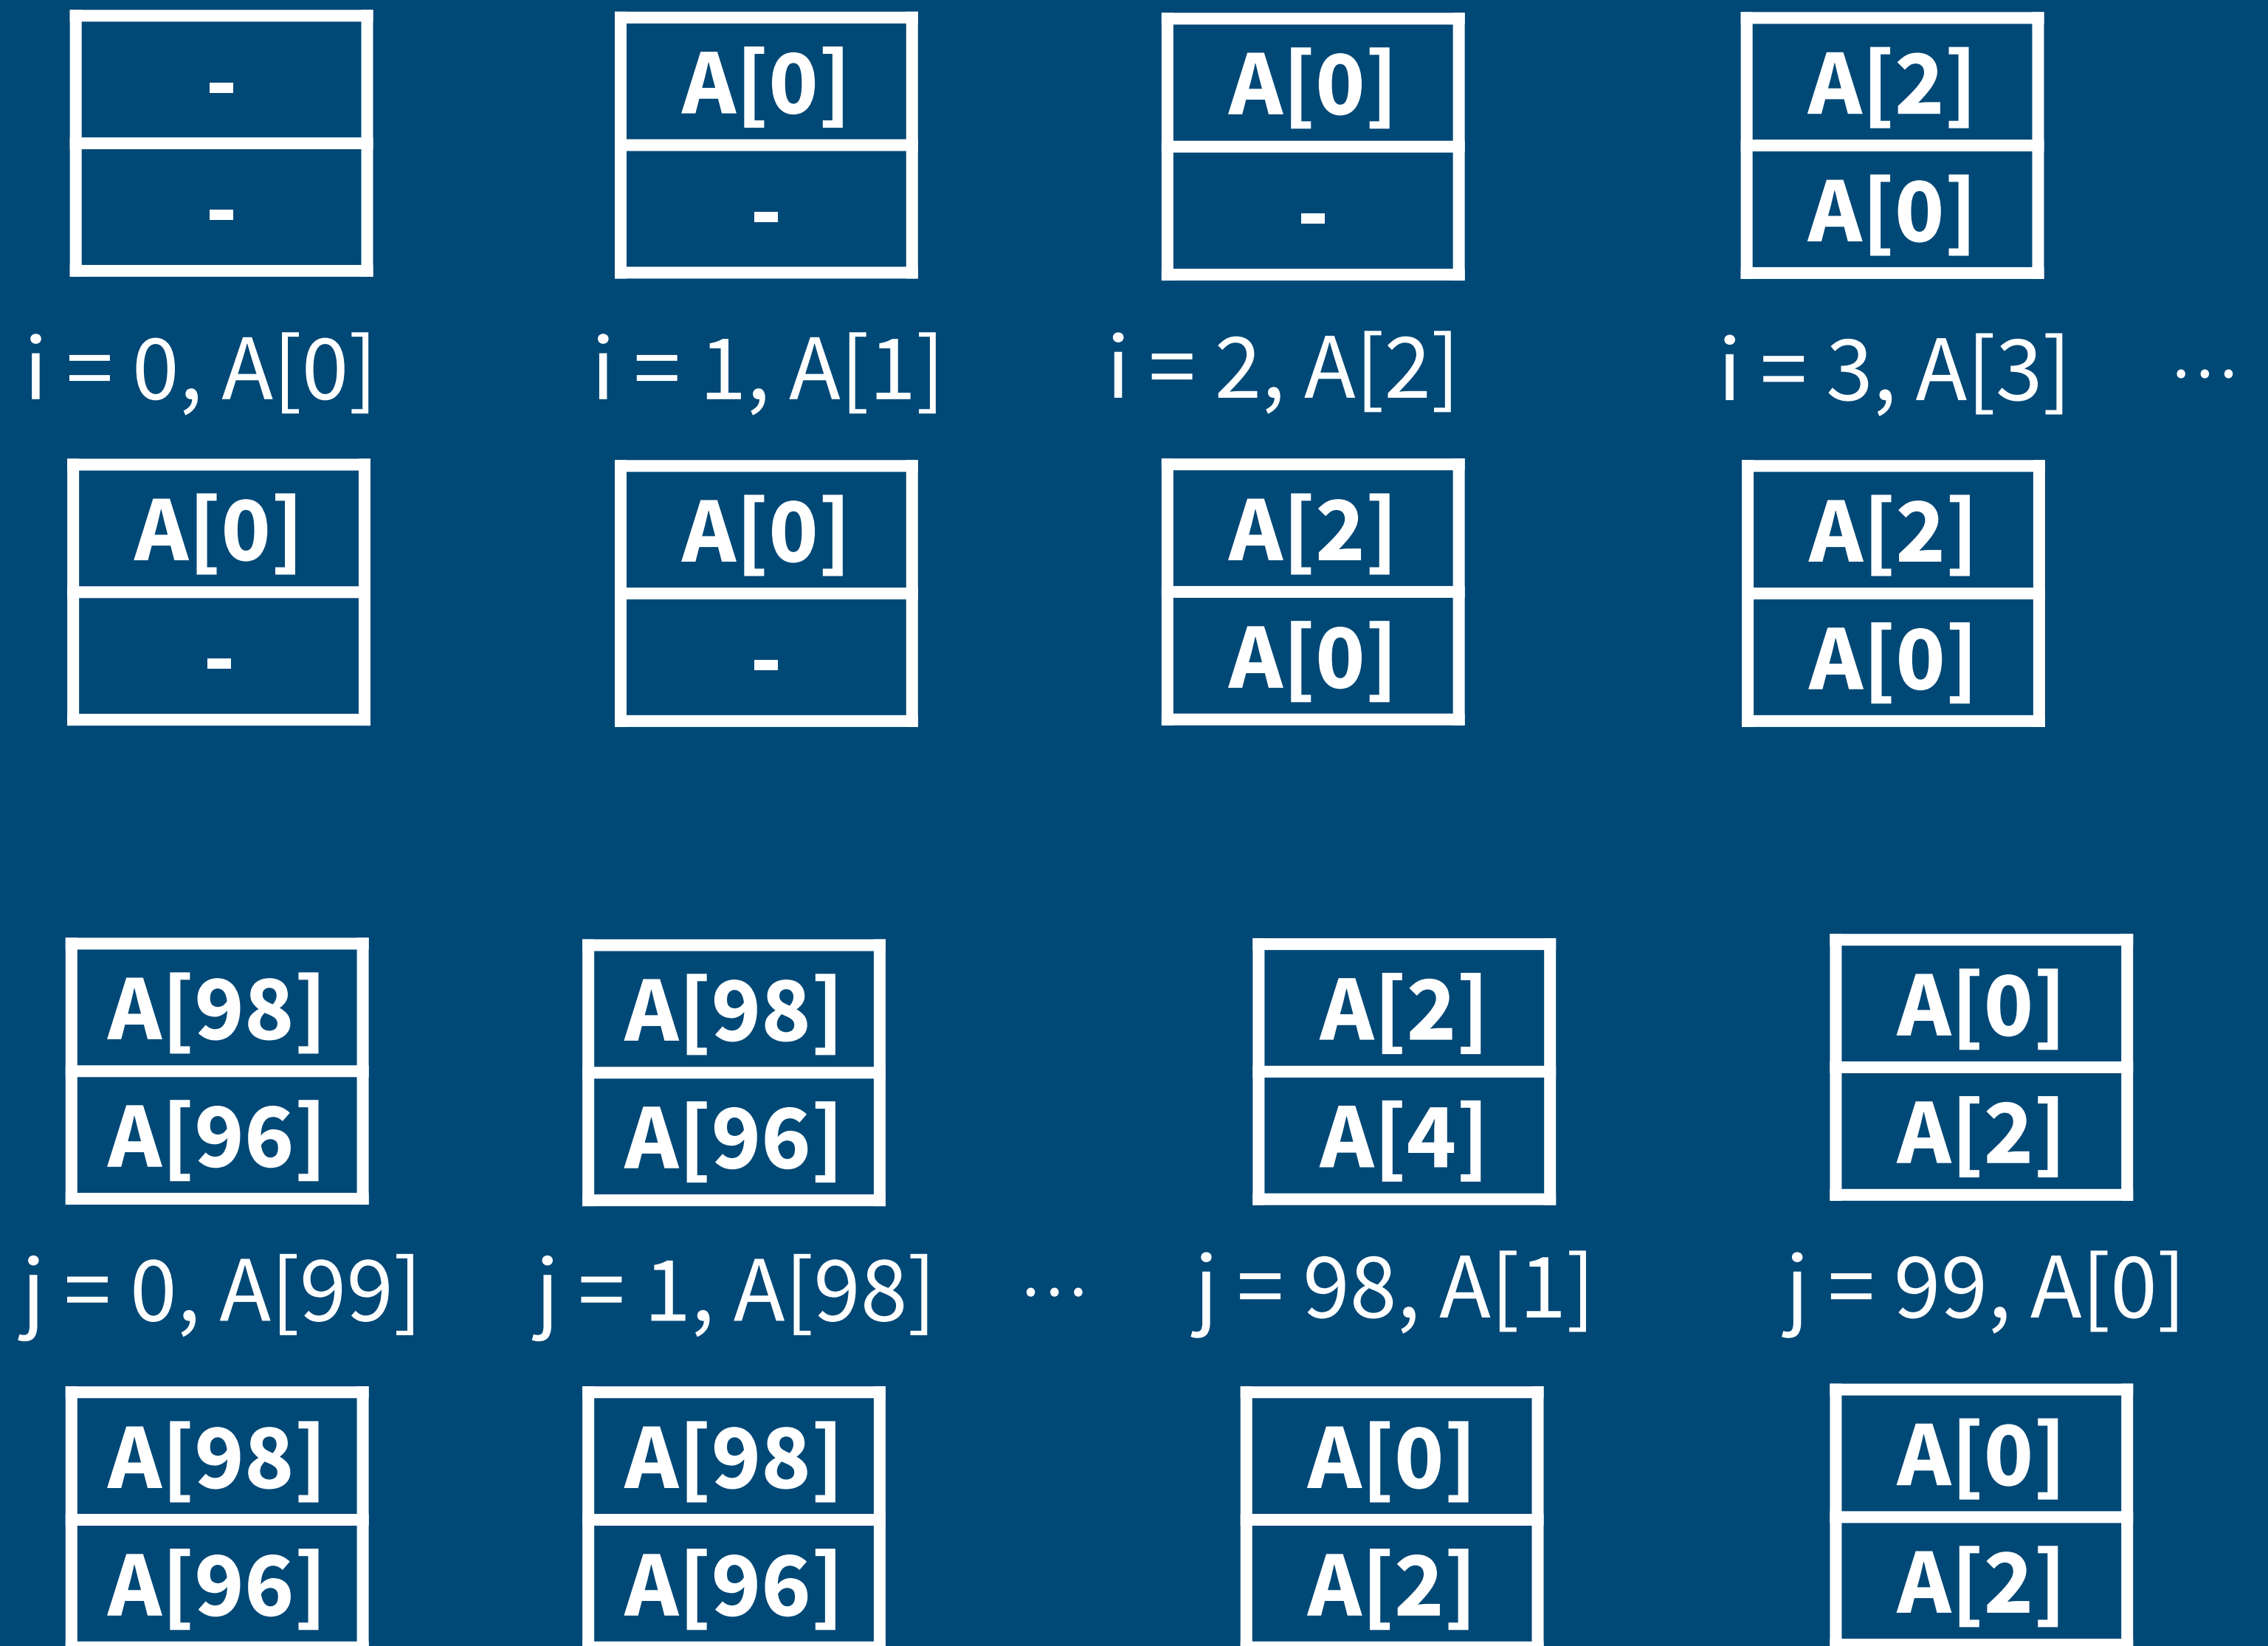 - A[0] A[0] A[2]
- - - A[0]
i = 0, A[0] i = 1, A[1] i = 2, A[2] i = 3, A[3] ...
A[0] A[0] A[2] A[2]
- - A[0] A[0]
A[98] A[98] A[2] A[0]
A[96] A[96] A[4] A[2]
j = 0, A[99] j = 1, A[98] ... j = 98, A[1] j = 99, A[0]
A[98] A[98] A[0] A[0]
A[96] A[96] A[2] A[2]